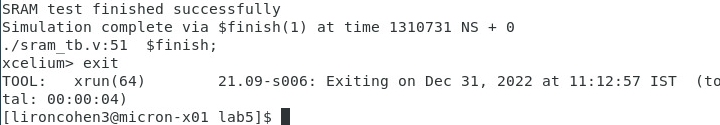 SRAM test finished successfully
Simulation complete via $finish(1) at time 1310731 NS + 0
./sram_tb.v:51  $finish;
xcelium> exit
TOOL:   xrun(64)        21.09-s006: Exiting on Dec 31, 2022 at 11:12:57 IST  (to
tal: 00:00:04)
[lironcohen3@micron-x01 lab5]$